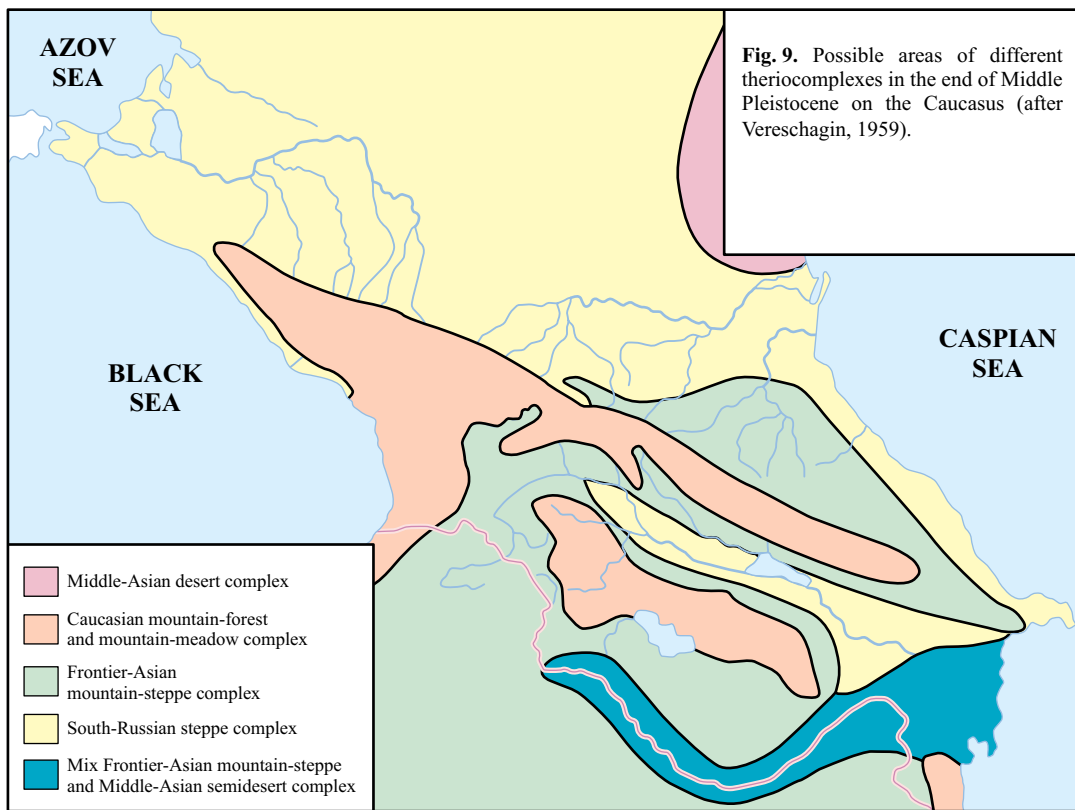 AZOV
SEA
Fig. 9. Possible areas of different
theriocomplexes in the end of Middle
Pleistocene on the Caucasus (after
Vereschagin, 1959).
BLACK
SEA
CASPIAN
SEA
Middle-Asian desert complex
Caucasian mountain-forest
and mountain-meadow complex
Frontier-Asian
mountain-steppe complex
South-Russian steppe complex
Mix Frontier-Asian mountain-steppe
and Middle-Asian semidesert complex